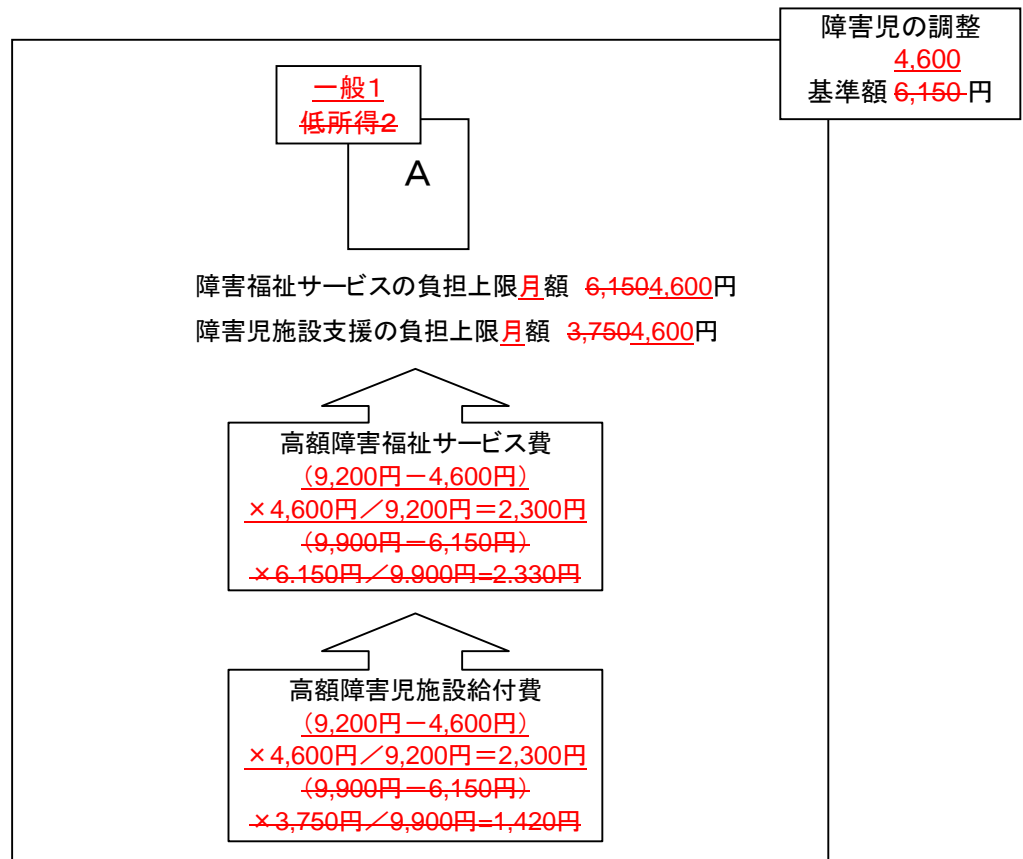 障害児の調整
4,600
基準額 6,150 円
一般1
低所得2
A
障害福祉サービスの負担上限月額 6,1504,600円
障害児施設支援の負担上限月額 3,7504,600円
高額障害福祉サービス費
(9,200円－4,600円)
×4,600円／9,200円＝2,300円
(9,900円－6,150円)
×6,150円／9,900円=2,330円
高額障害児施設給付費
(9,200円－4,600円)
×4,600円／9,200円＝2,300円
(9,900円－6,150円)
×3,750円／9,900円=1,420円